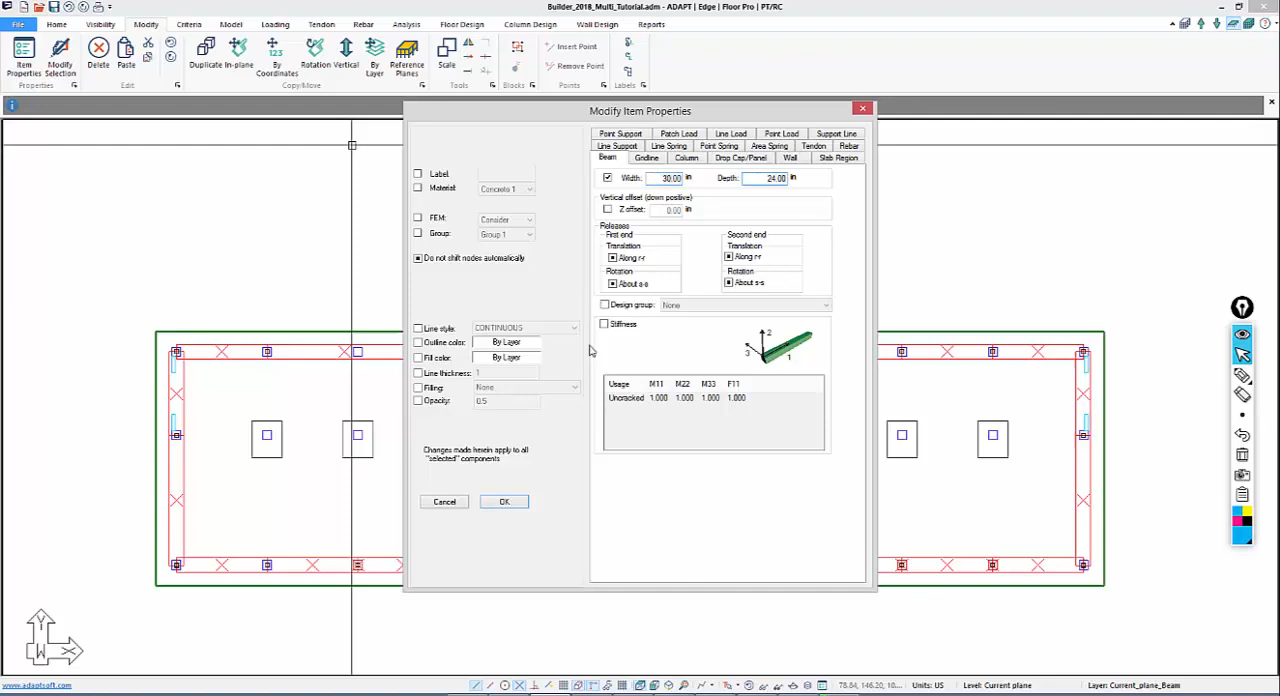 Builder_2018_Multi_Tutorial.adm - ADAPT | Edge | Floor Pro | PT/RC
File Home Visibility Modify Criteria Model Loading Tendon Rebar Analysis Floor Design Column Design Wall Design Reports
Item Properties
Modify Selection
Delete
Paste
Duplicate
In-plane
By Coordinates
Rotation
Vertical
By Layer
Reference Planes
Scale
Insert Point
Remove Point
Properties Edit Copy/Move Tools Blocks Points Labels
Modify Item Properties
Point Support Patch Load Line Load Point Load Support Line
Line Support Line Spring Point Spring Area Spring Tendon Rebar
Beam Gridline Column Drop Cap/Panel Wall Slab Region
Label:
Material: Concrete 1
FEM: Consider
Group: Group 1
Do not shift nodes automatically
Line style: CONTINUOUS
Outline color: By Layer
Fill color: By Layer
Line thickness: 1
Filling: None
Opacity: 0.5
Changes made herein apply to all
"selected" components
Cancel OK
Width: 30.00 in Depth: 24.00 in
Vertical offset (down positive)
Z offset: 0.00 in
Releases
First end Second end
Translation Translation
Along r-r Along r-r
Rotation Rotation
About s-s About s-s
Design group: None
Stiffness
2
3 1
Usage M11 M22 M33 F11
Uncracked 1.000 1.000 1.000 1.000
Y
W X
www.adaptsoft.com
78.84, 146.20, 10... Units: US Level: Current plane Layer: Current_plane_Beam